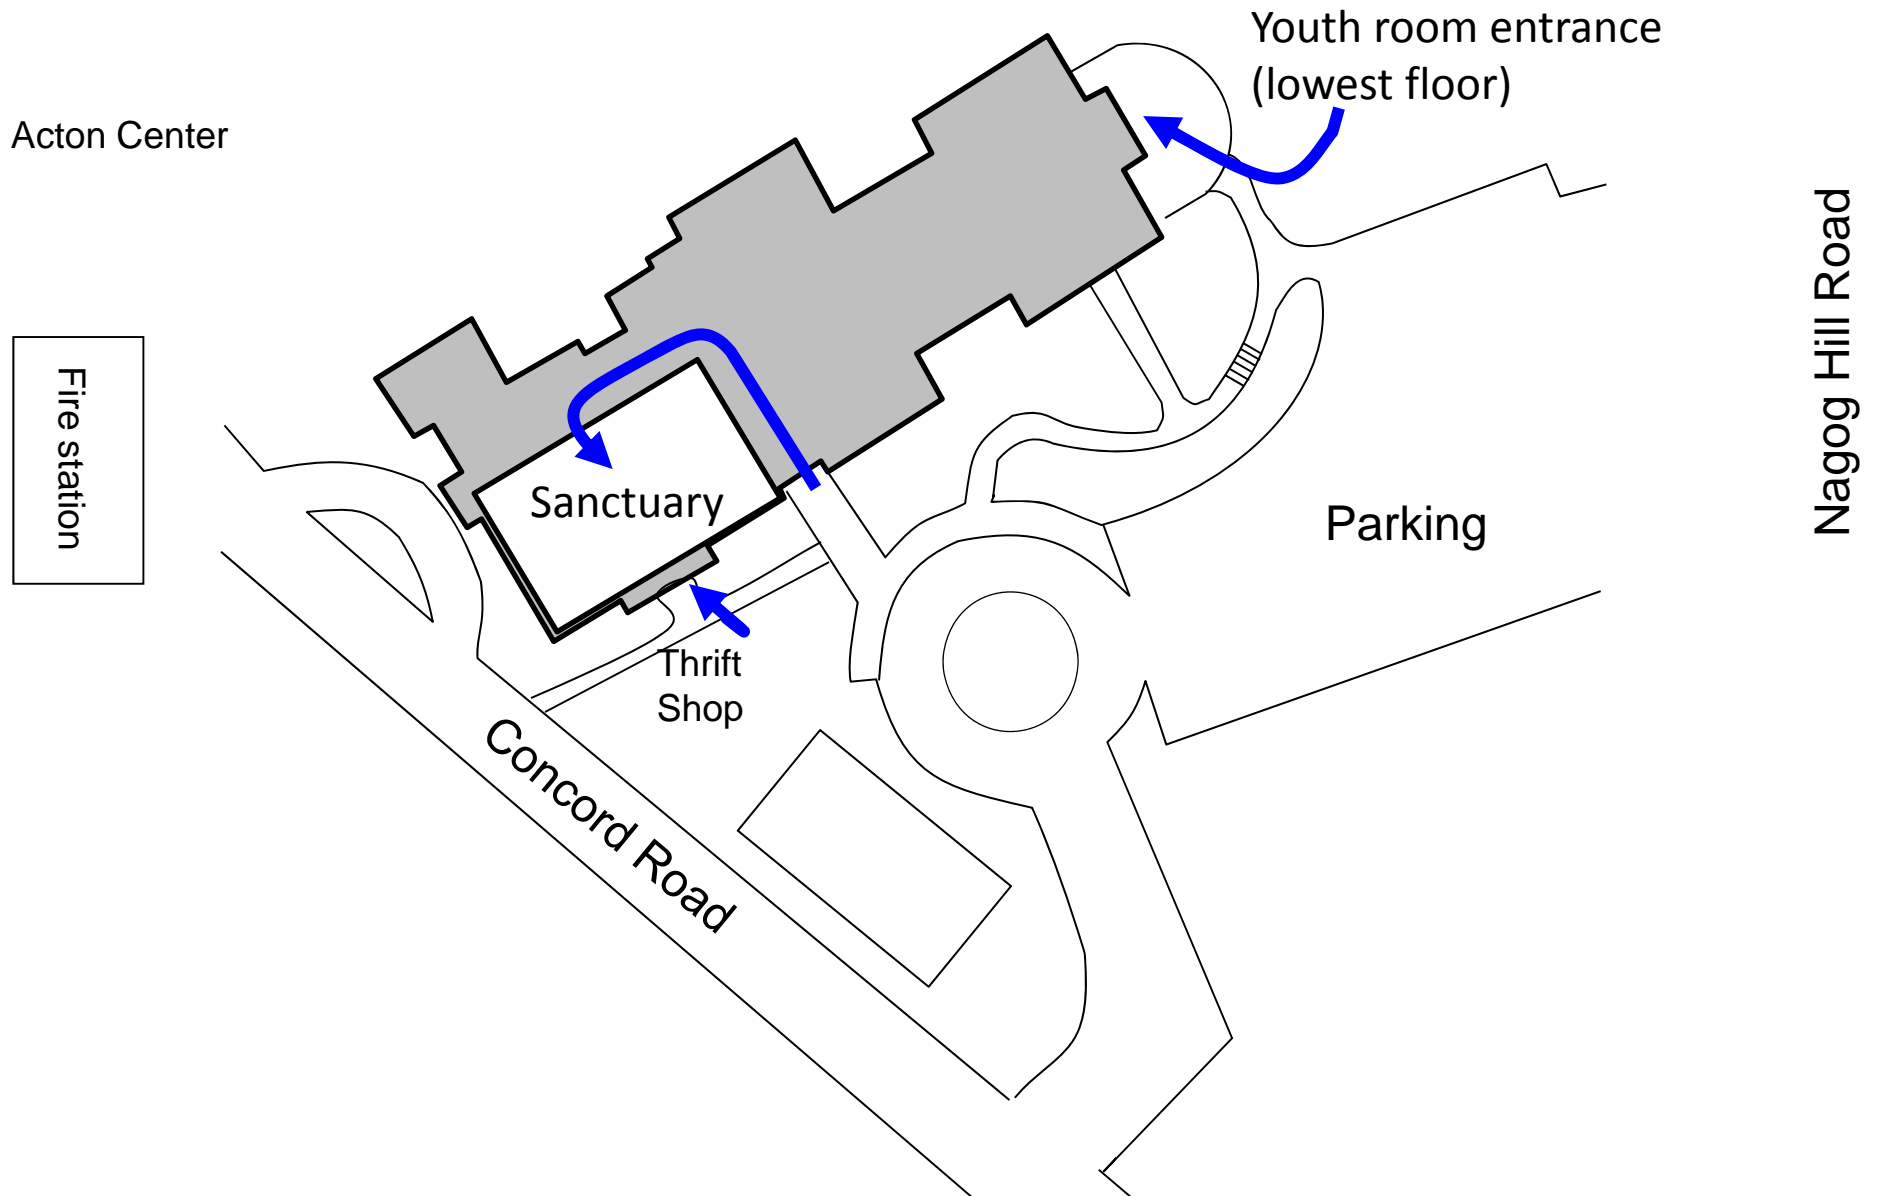 Youth room entrance
(lowest floor)
Acton Center
Nagog Hill Road
Fire station
Sanctuary
Parking
Thrift
Shop
Concord Road